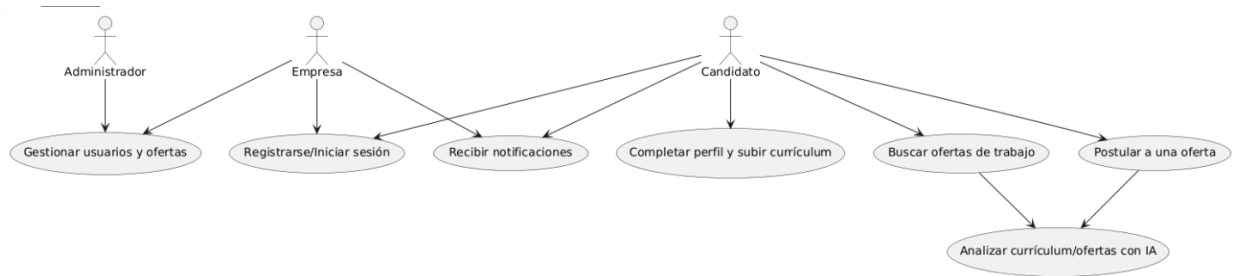 Administrador
Empresa
Candidato
Gestionar usuarios y ofertas
Registrarse/Iniciar sesión
Recibir notificaciones
Completar perfil y subir currículum
Buscar ofertas de trabajo
Postular a una oferta
Analizar currículum/ofertas con IA